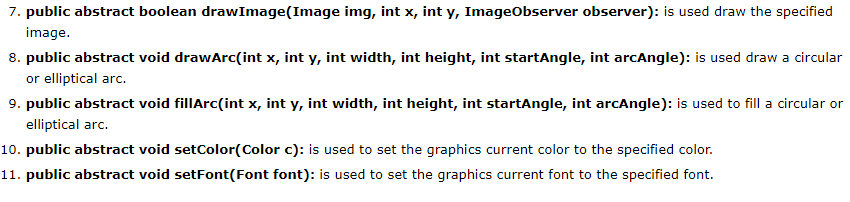 7. public abstract boolean drawImage(Image img, int x, int y, ImageObserver observer): is used draw the specified
image.
8. public abstract void drawArc(int x, int y, int width, int height, int startAngle, int arcAngle): is used draw a circular
or elliptical arc.
9. public abstract void fillArc(int x, int y, int width, int height, int startAngle, int arcAngle): is used to fill a circular or
elliptical arc.
10. public abstract void setColor(Color c): is used to set the graphics current color to the specified color.
11. public abstract void setFont(Font font): is used to set the graphics current font to the specified font.